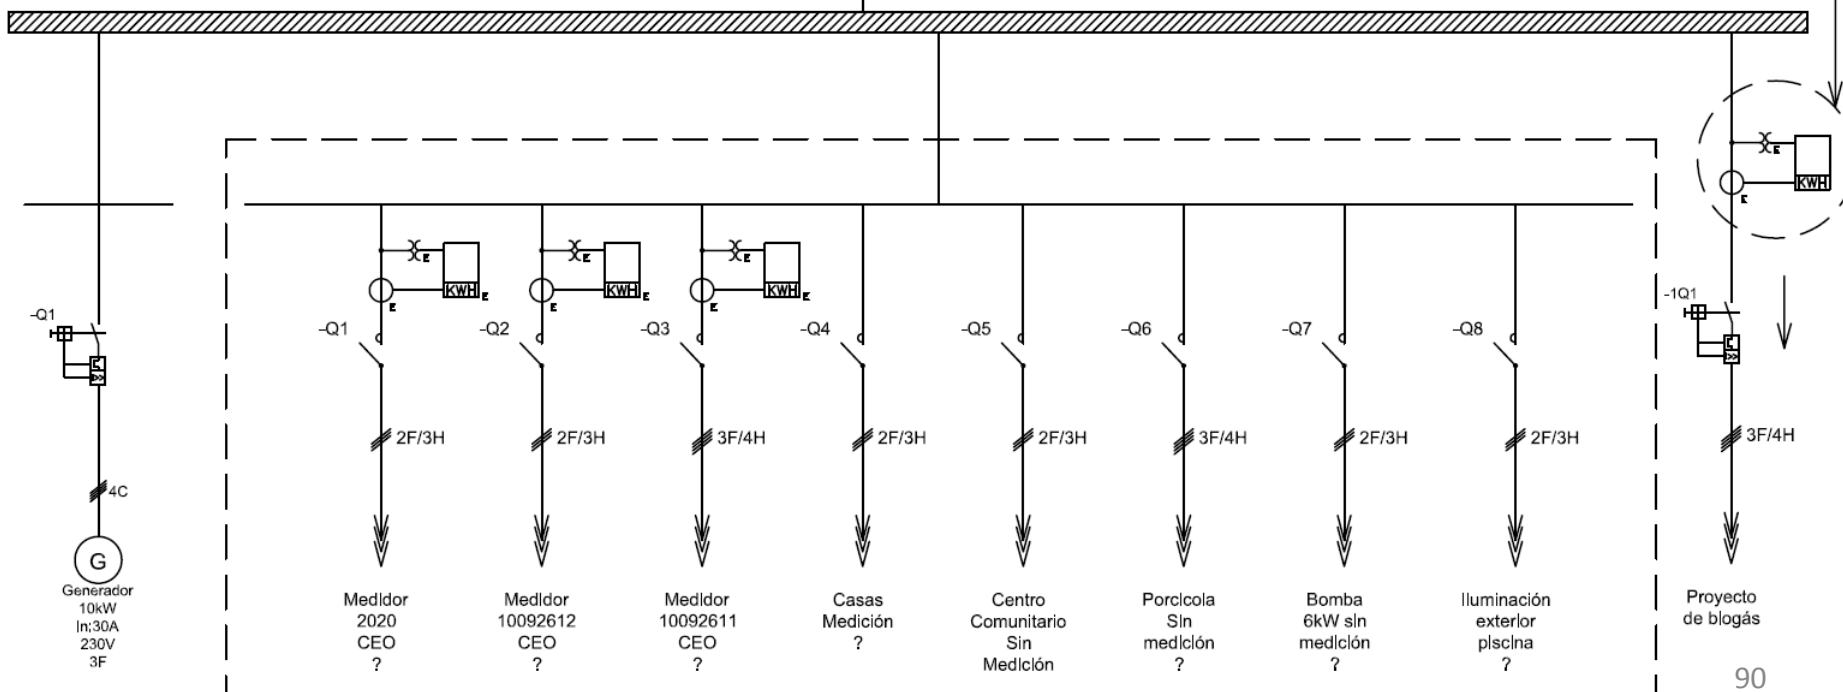 E
KWH
E
E
KWH
E
E
E
KWH
E
E
E
KWH
E
E
-Q1
-Q1
-Q2
-Q3
-Q4
-Q5
-Q6
-Q7
-Q8
-1Q1
2F/3H
2F/3H
3F/4H
2F/3H
2F/3H
3F/4H
2F/3H
2F/3H
3F/4H
4C
G
Generador
10kW
In;30A
230V
3F
Medidor
2020
CEO
?
Medidor
10092612
CEO
?
Medidor
10092611
CEO
?
Casas
Medición
?
Centro
Comunitario
Sin
Medición
Porcicola
Sin
medición
?
Bomba
6kW sin
medición
?
Iluminación
exterior
piscina
?
Proyecto
de biogás
90